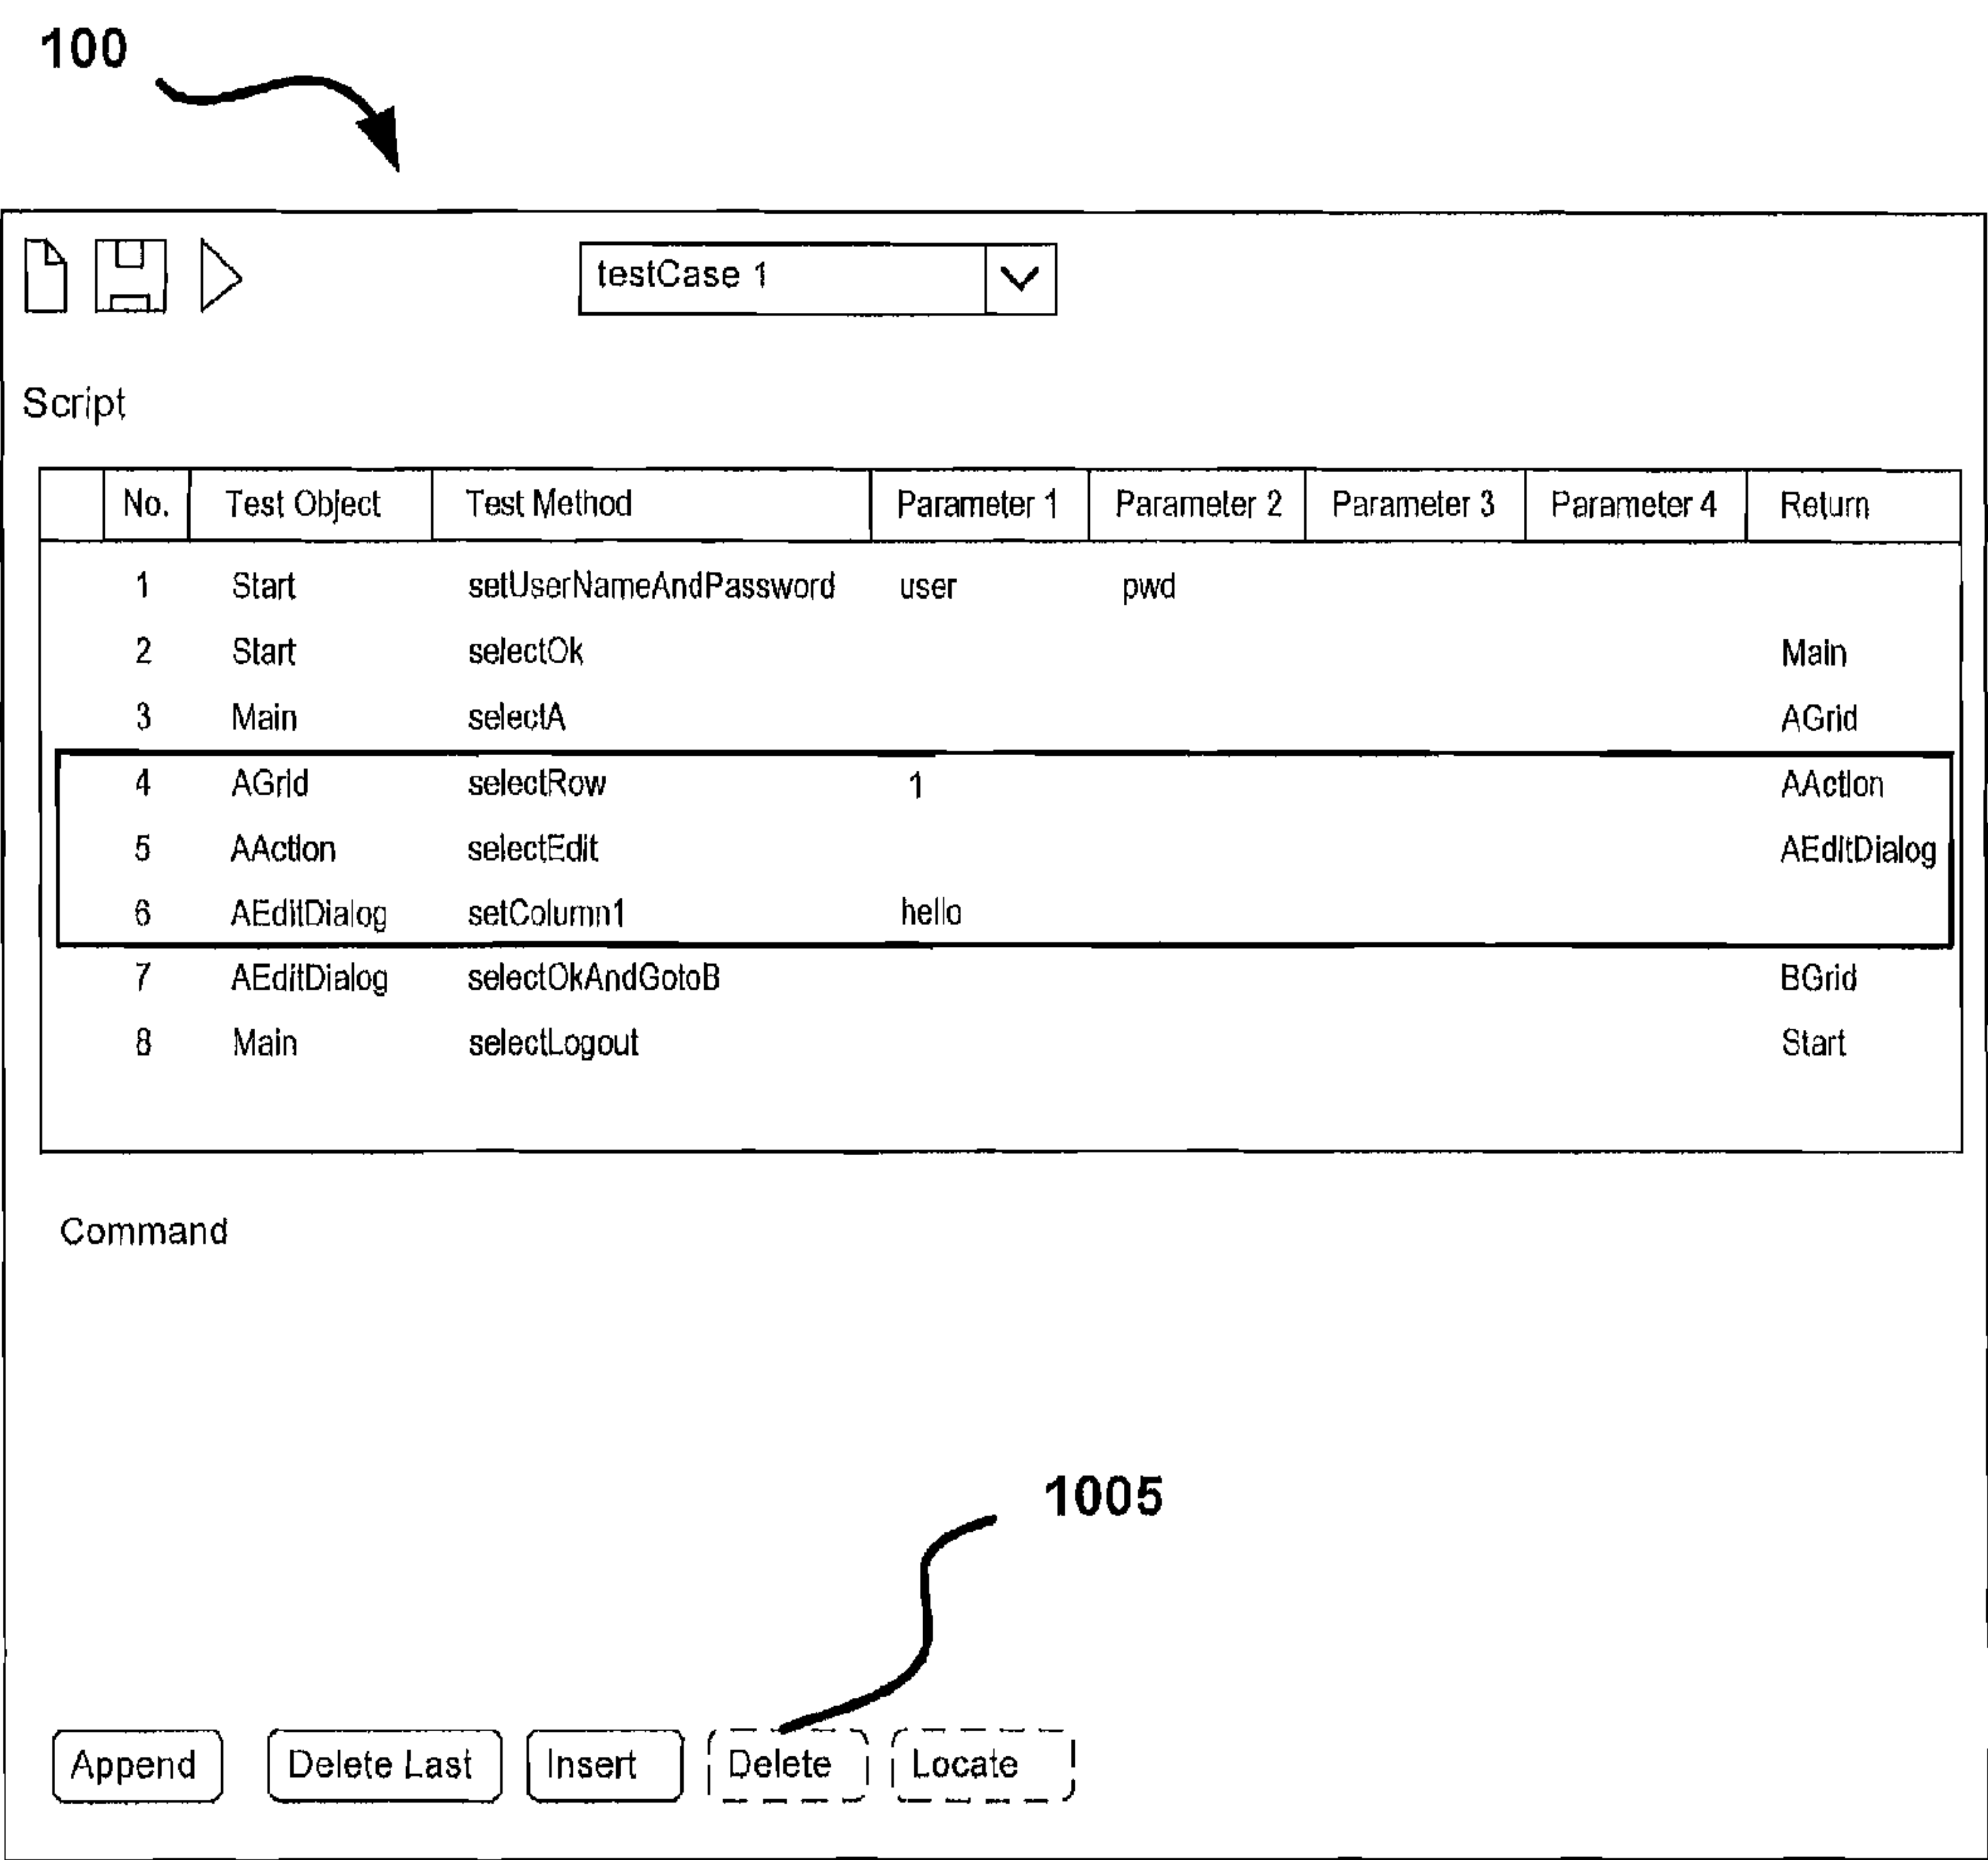 100
testCase 1
Script
No. Test Object Test Method Parameter 1 Parameter 2 Parameter 3 Parameter 4 Return
1 Start setUserNameAndPassword user pwd
2 Start selectOk Main
3 Main selectA AGrid
4 AGrid selectRow 1 AAction
5 AAction selectEdit AEditDialog
6 AEditDialog setColumn1 hello
7 AEditDialog selectOkAndGotoB BGrid
8 Main selectLogout Start
Command
1005
Append Delete Last Insert Delete Locate